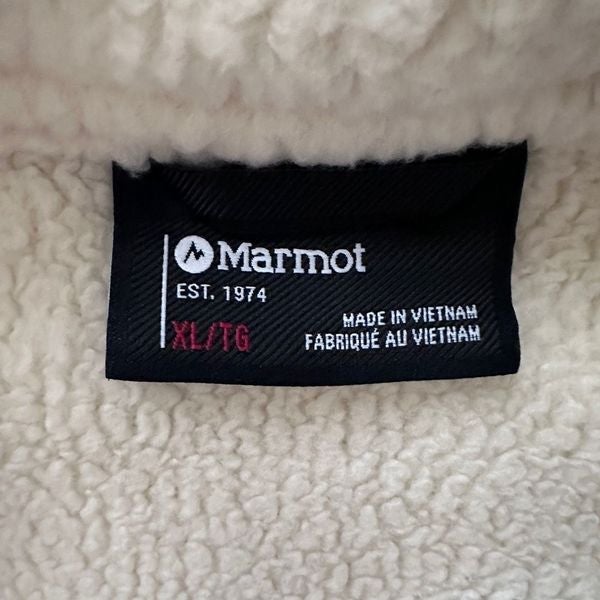 Marmot
EST. 1974
XL/TG
MADE IN VIETNAM
FABRIQUÉ AU VIETNAM